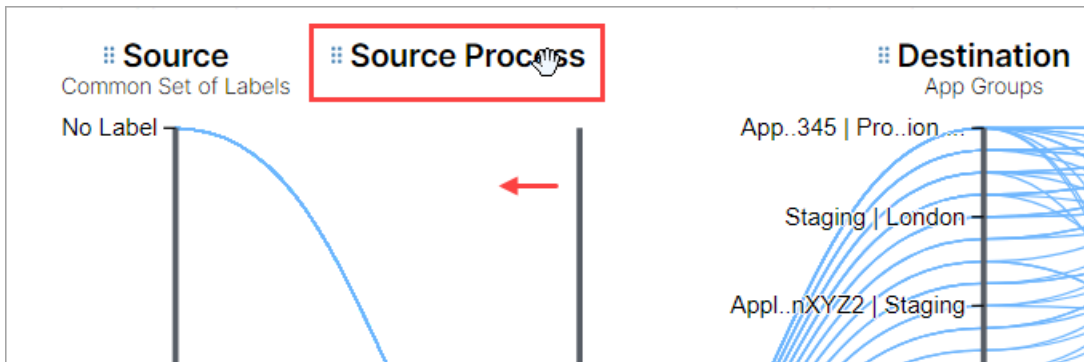 Source
Common Set of Labels
Source Process
Destination
App Groups
No Label
App..345 | Pro..ion ...
Staging | London
Appl..nXYZ2 | Staging